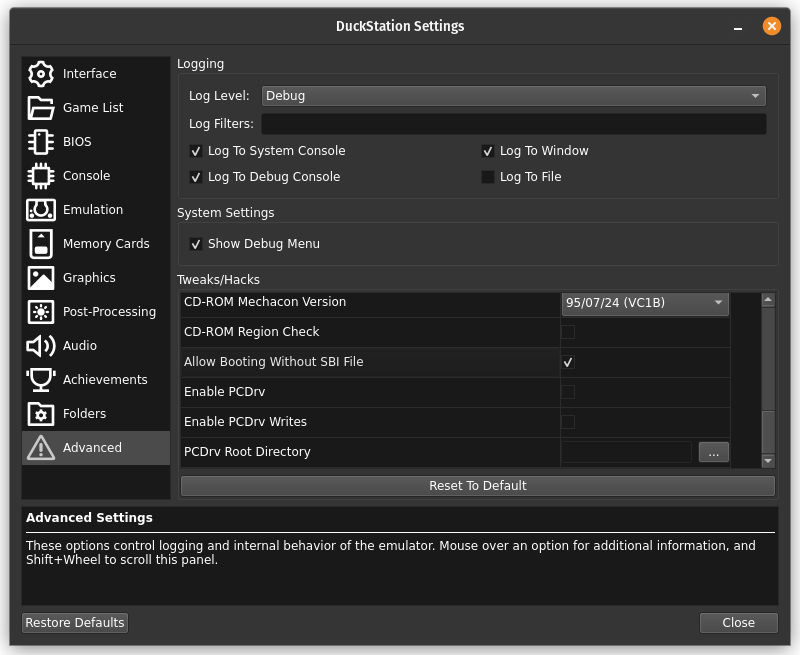 DuckStation Settings
Interface
Game List
BIOS
Console
Emulation
Memory Cards
Graphics
Post-Processing
Audio
Achievements
Folders
Advanced
Logging
Log Level: Debug
Log Filters:
Log To System Console Log To Window
Log To Debug Console Log To File
System Settings
Show Debug Menu
Tweaks/Hacks
CD-ROM Mechacon Version 95/07/24 (VC1B)
CD-ROM Region Check
Allow Booting Without SBI File
Enable PCDrv
Enable PCDrv Writes
PCDrv Root Directory ...
Reset To Default
Advanced Settings
These options control logging and internal behavior of the emulator. Mouse over an option for additional information, and
Shift+Wheel to scroll this panel.
Restore Defaults Close